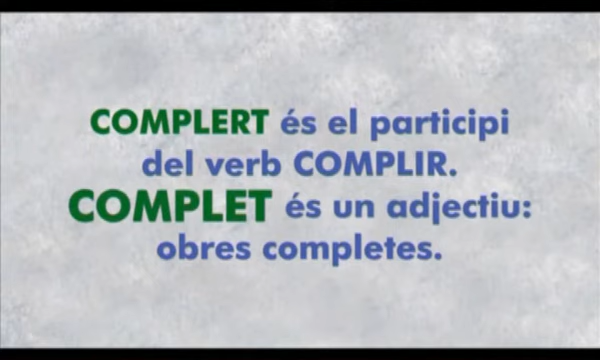 COMPLERT és el participi
del verb COMPLIR.
COMPLET és un adjectiu:
obres completes.